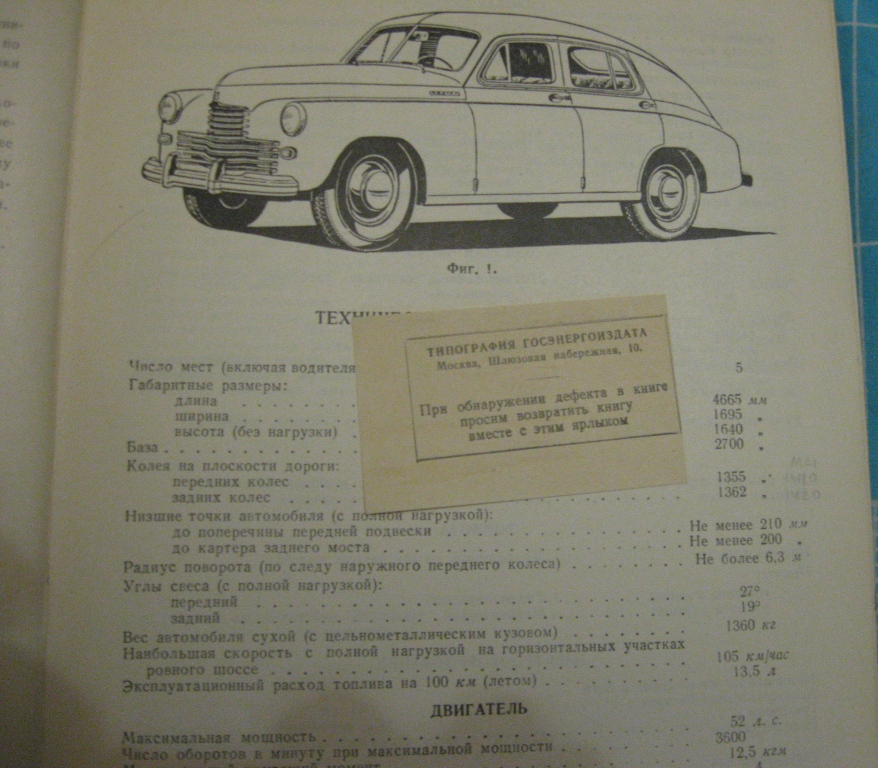 Фиг. 1.
ТИПОГРАФИЯ ГОСЭНЕРГОИЗДАТА
Москва, Шлюзовая набережная, 10.
При обнаружении дефекта в книге
просим возвратить книгу
вместе с этим ярлыком
Число мест (включая водителя 5
Габаритные размеры:
длина . . . . . 4665 мм
ширина . . . . . 1695 „
высота (без нагрузки) . 1640 „
База . . . . . 2700 „
Колея на плоскости дороги:
передних колес . . . . . 1355 „
задних колес . . . . . 1362 „
Низшие точки автомобиля (с полной нагрузкой):
до поперечины передней подвески . . . . . Не менее 210 мм
до картера заднего моста . . . . . Не менее 200 „
Радиус поворота (по следу наружного переднего колеса) . . . . . Не более 6,3 м
Углы свеса (с полной нагрузкой):
передний . . . . . 27°
задний . . . . . 19°
Вес автомобиля сухой (с цельнометаллическим кузовом) . . . . . 1360 кг
Наибольшая скорость с полной нагрузкой на горизонтальных участках
ровного шоссе . . . . . 105 км/час
Эксплуатационный расход топлива на 100 км (летом) . . . . . 13,5 л
ДВИГАТЕЛЬ
Максимальная мощность . . . . . 52 л. с.
Число оборотов в минуту при максимальной мощности . . . . . 3600
12,5 кгм